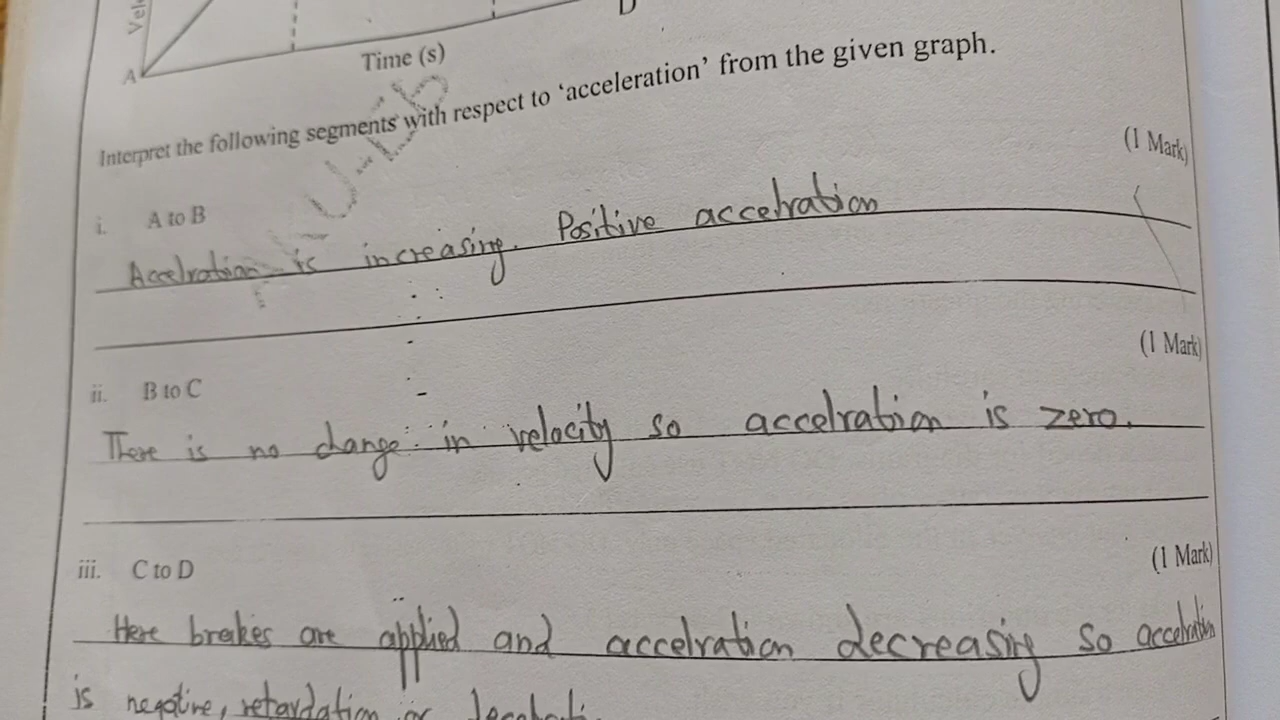 Vel
D
A
Time (s)
Interpret the following segments with respect to ‘acceleration’ from the given graph.
(1 Mark)
i. A to B
Accelration is increasing. Positive accelration
(1 Mark)
ii. B to C
There is no change in velocity so accelration is zero.
(1 Mark)
iii. C to D
Here brakes are applied and accelration decreasing so accelration
is negative, retardation or